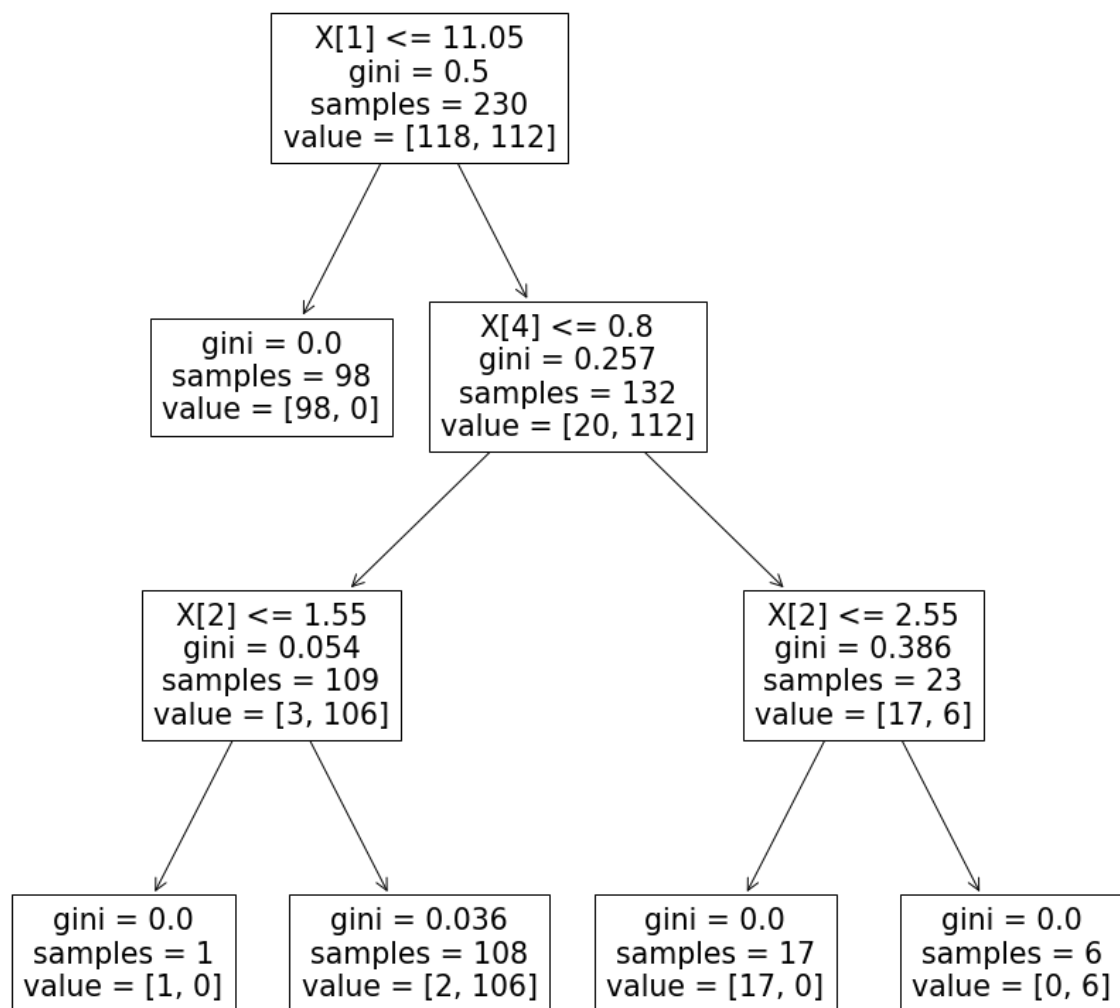 X[1] <= 11.05
gini = 0.5
samples = 230
value = [118, 112]
gini = 0.0
samples = 98
value = [98, 0]
X[4] <= 0.8
gini = 0.257
samples = 132
value = [20, 112]
X[2] <= 1.55
gini = 0.054
samples = 109
value = [3, 106]
X[2] <= 2.55
gini = 0.386
samples = 23
value = [17, 6]
gini = 0.0
samples = 1
value = [1, 0]
gini = 0.036
samples = 108
value = [2, 106]
gini = 0.0
samples = 17
value = [17, 0]
gini = 0.0
samples = 6
value = [0, 6]